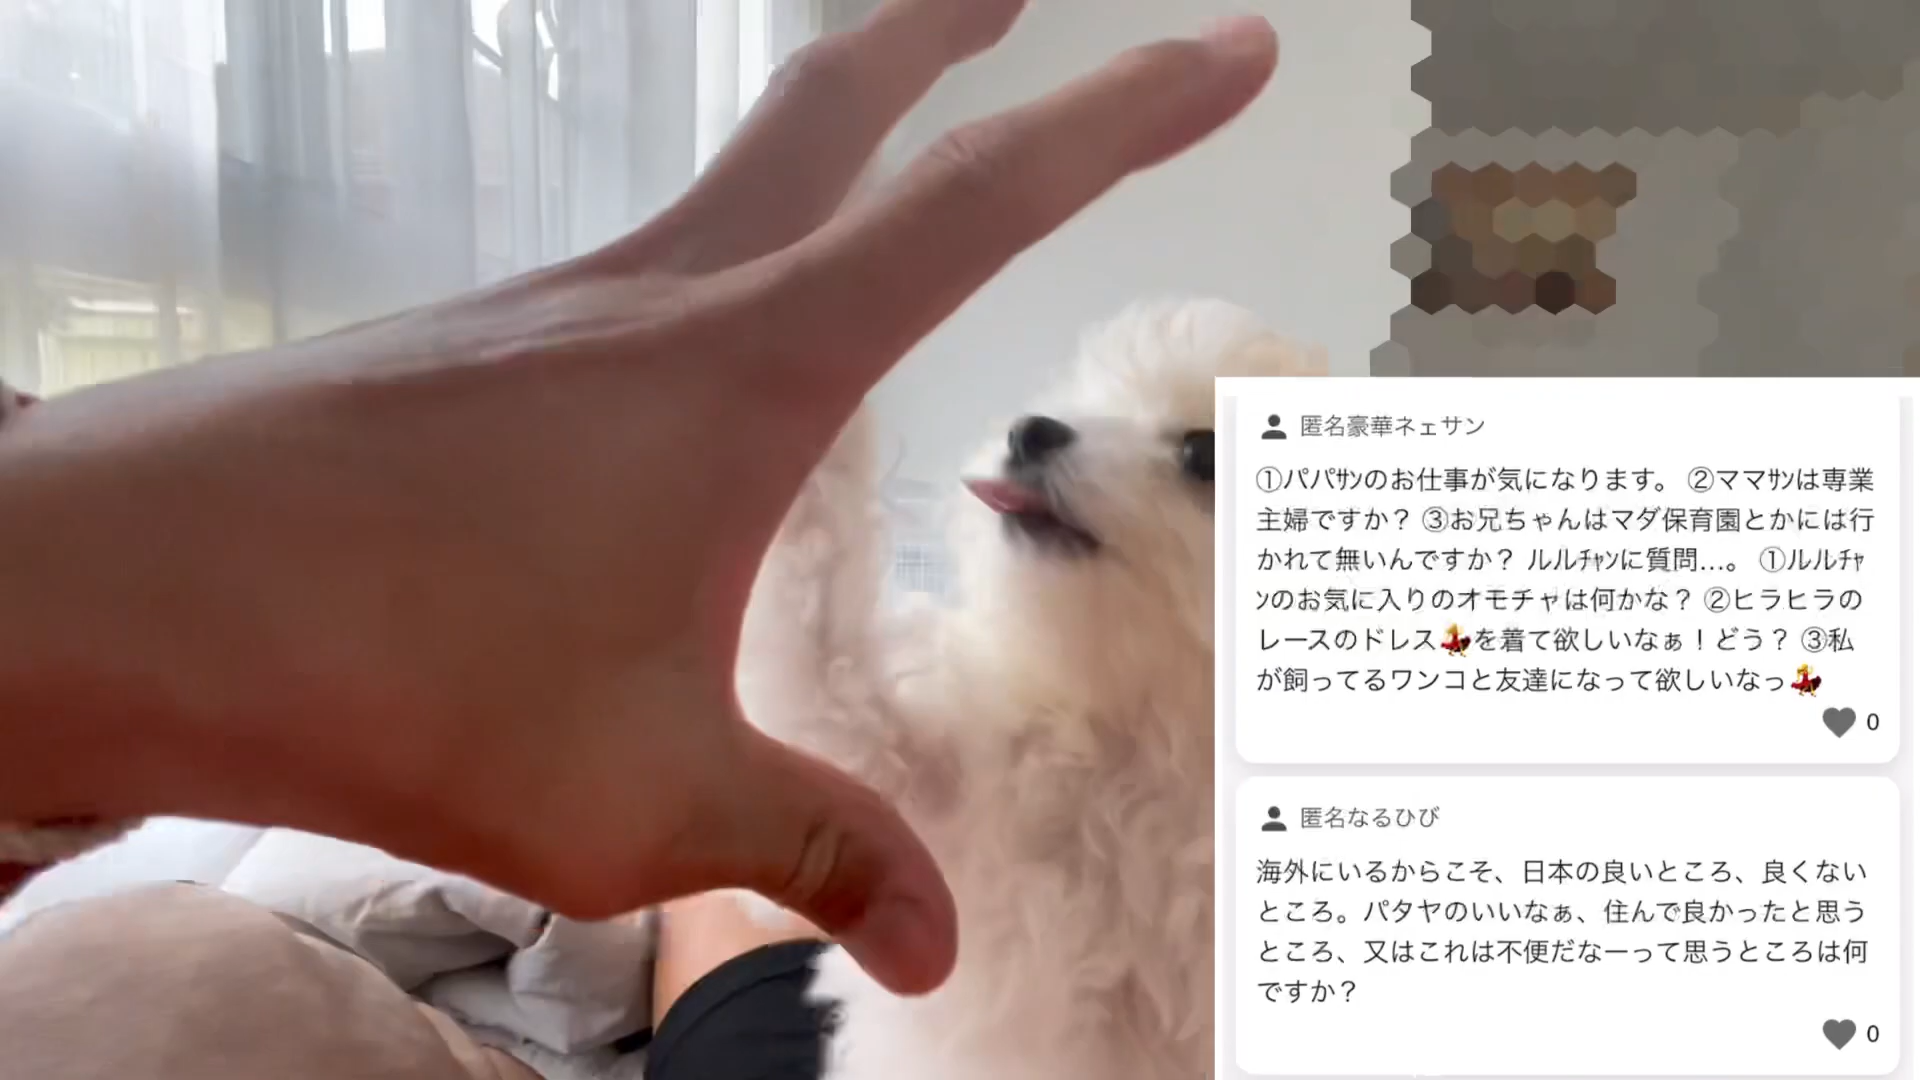 匿名豪華ネェサン
①パパｻﾝのお仕事が気になります。 ②ママｻﾝは専業
主婦ですか？ ③お兄ちゃんはマダ保育園とかには行
かれて無いんですか？ ルルﾁｬﾝに質問…。 ①ルルﾁｬ
ﾝのお気に入りのオモチャは何かな？ ②ヒラヒラの
レースのドレス💃を着て欲しいなぁ！どう？ ③私
が飼ってるワンコと友達になって欲しいなっ💃
0
匿名なるひび
海外にいるからこそ、日本の良いところ、良くない
ところ。パタヤのいいなぁ、住んで良かったと思う
ところ、又はこれは不便だなーって思うところは何
ですか？
0